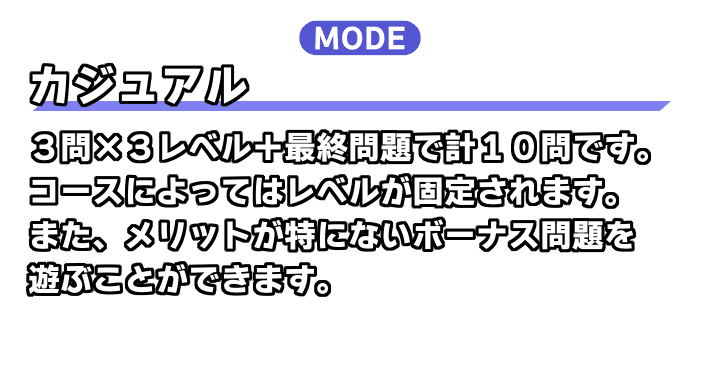 MODE
カジュアル
３問×３レベル＋最終問題で計１０問です。
コースによってはレベルが固定されます。
また、メリットが特にないボーナス問題を
遊ぶことができます。